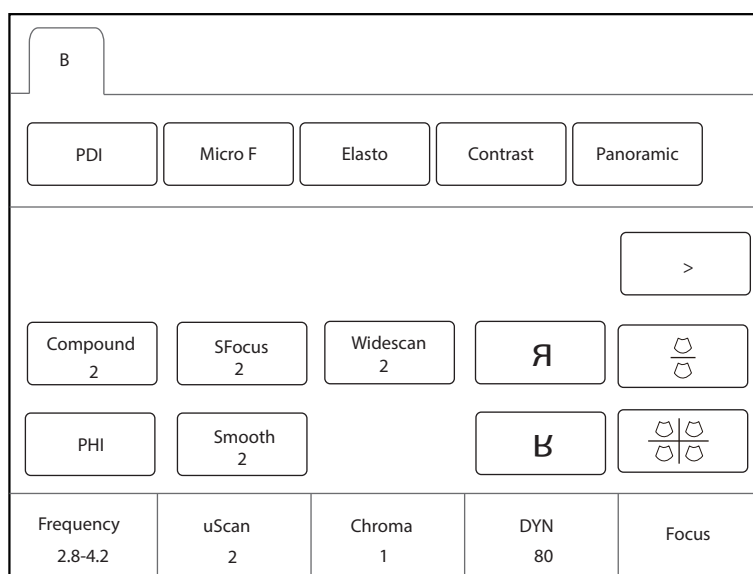 B
PDI Micro F Elasto Contrast Panoramic
>
Compound SFocus Widescan Я
2 2 2
PHI Smooth ʁ
2
Frequency uScan Chroma DYN Focus
2.8-4.2 2 1 80